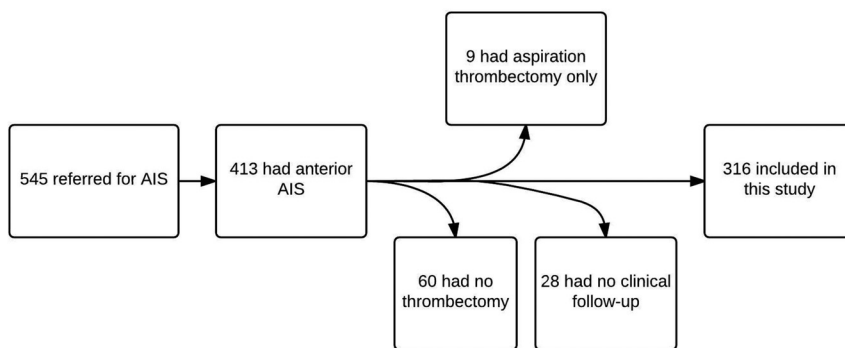 9 had aspiration
thrombectomy only
545 referred for AIS
413 had anterior
AIS
316 included in
this study
60 had no
thrombectomy
28 had no clinical
follow-up